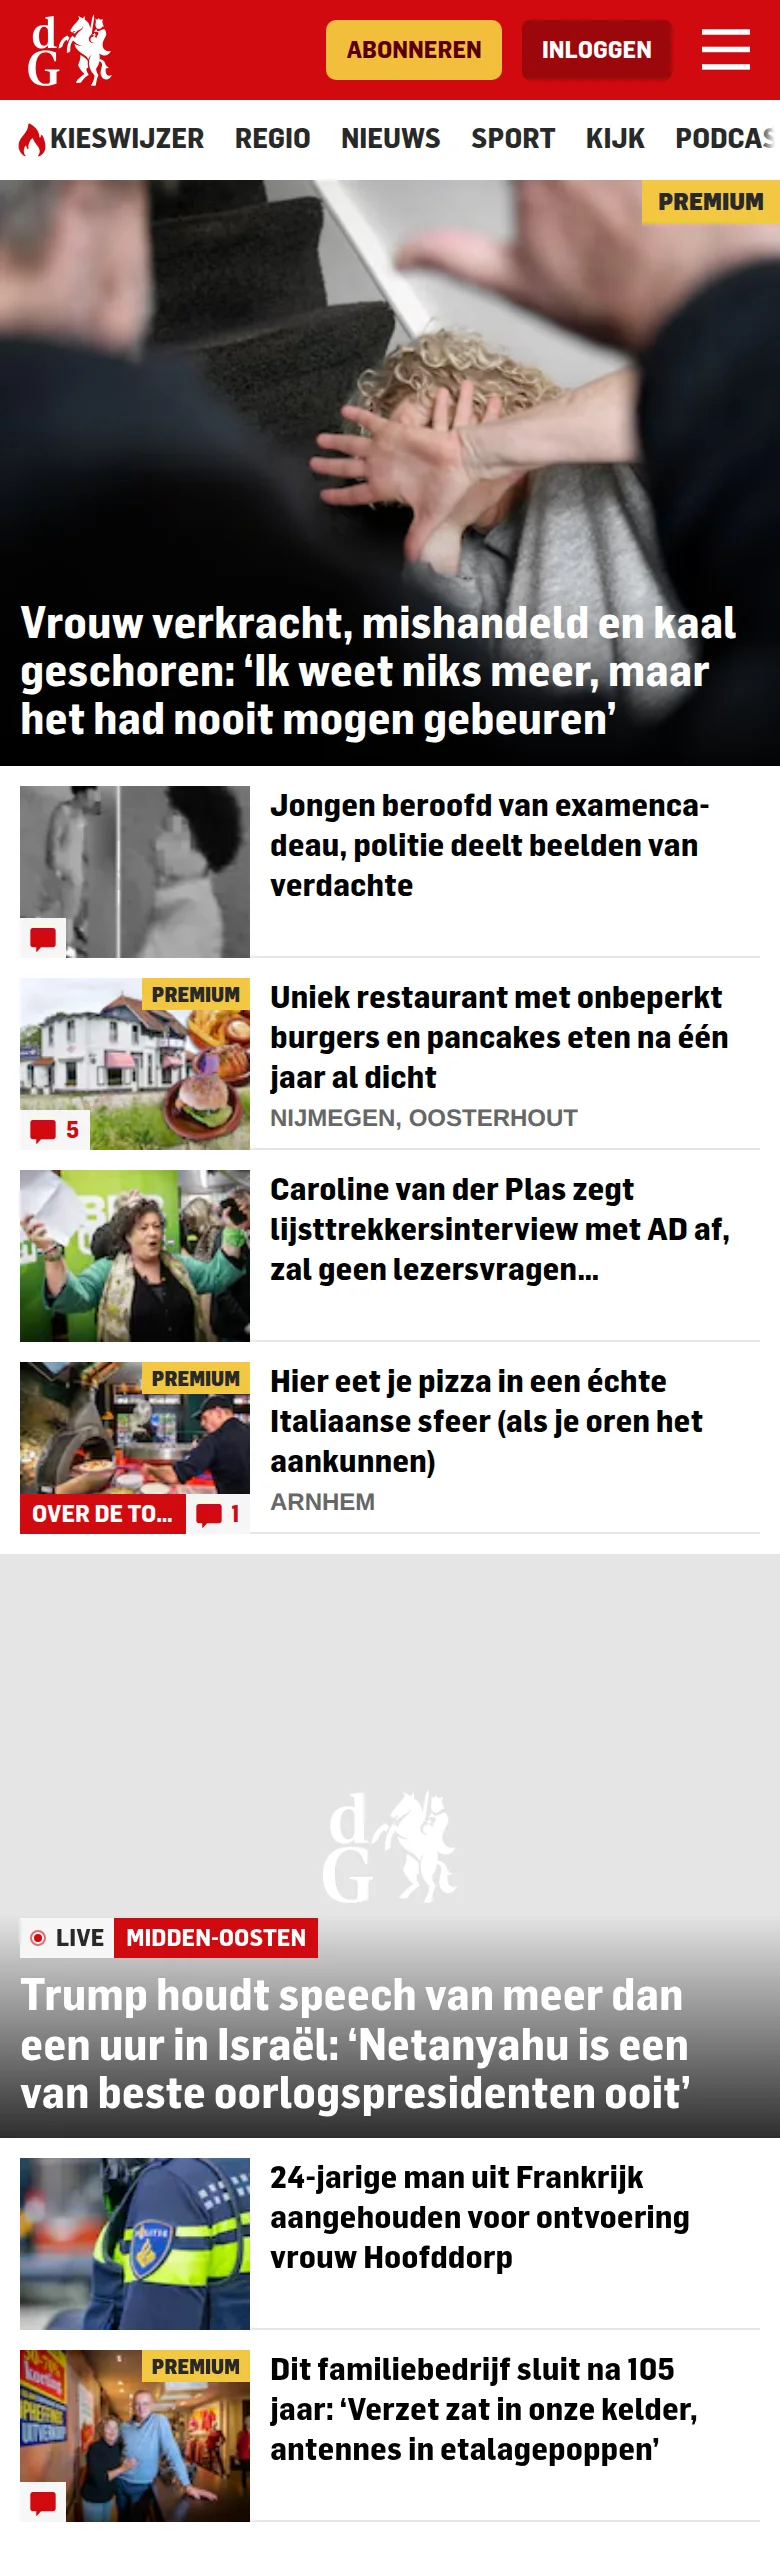 dG
ABONNEREN
INLOGGEN
KIESWIJZER REGIO NIEUWS SPORT KIJK PODCAS
PREMIUM
Vrouw verkracht, mishandeld en kaal
geschoren: ‘Ik weet niks meer, maar
het had nooit mogen gebeuren’
Jongen beroofd van examenca-
deau, politie deelt beelden van
verdachte
PREMIUM
5
Uniek restaurant met onbeperkt
burgers en pancakes eten na één
jaar al dicht
NIJMEGEN, OOSTERHOUT
Caroline van der Plas zegt
lijsttrekkersinterview met AD af,
zal geen lezersvragen...
PREMIUM
OVER DE TO...
1
Hier eet je pizza in een échte
Italiaanse sfeer (als je oren het
aankunnen)
ARNHEM
dG
LIVE MIDDEN-OOSTEN
Trump houdt speech van meer dan
een uur in Israël: ‘Netanyahu is een
van beste oorlogspresidenten ooit’
POLITIE
24-jarige man uit Frankrijk
aangehouden voor ontvoering
vrouw Hoofddorp
PREMIUM
Dit familiebedrijf sluit na 105
jaar: ‘Verzet zat in onze kelder,
antennes in etalagepoppen’